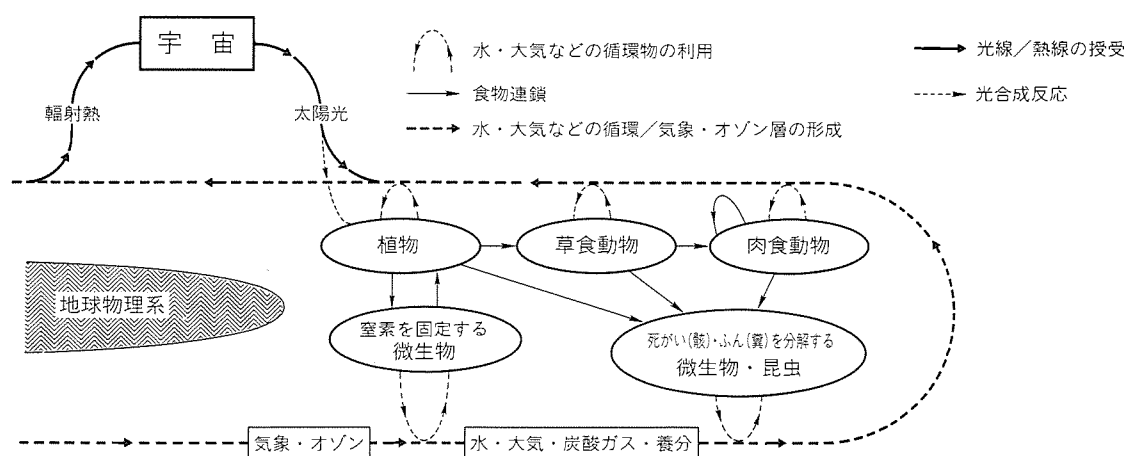 宇宙
輻射熱
太陽光
水・大気などの循環物の利用
食物連鎖
水・大気などの循環／気象・オゾン層の形成
光線／熱線の授受
光合成反応
植物
草食動物
肉食動物
地球物理系
窒素を固定する
微生物
死がい(骸)・ふん(糞)を分解する
微生物・昆虫
気象・オゾン
水・大気・炭酸ガス・養分